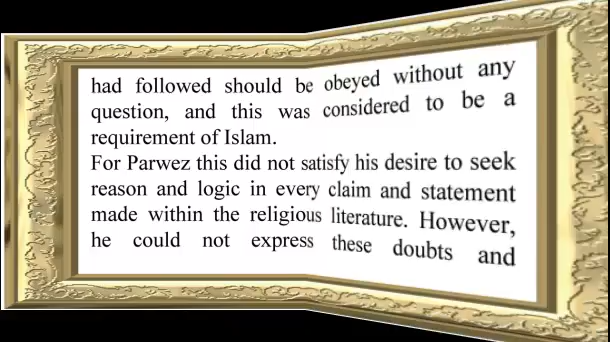 had followed should be obeyed without any
question, and this was considered to be a
requirement of Islam.
For Parwez this did not satisfy his desire to seek
reason and logic in every claim and statement
made within the religious literature. However,
he could not express these doubts and